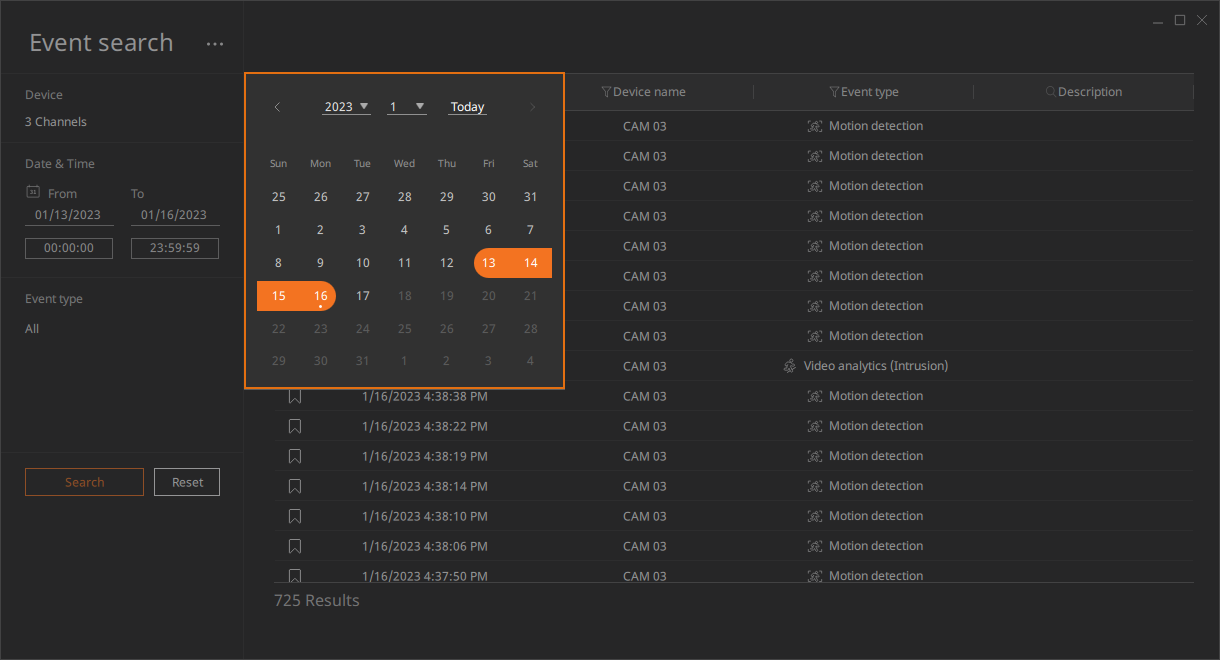 Event search ...
Device
3 Channels
Date & Time
31 From To
01/13/2023 01/16/2023
00:00:00 23:59:59
Event type
All
Search Reset
2023 1 Today
Sun Mon Tue Wed Thu Fri Sat
25 26 27 28 29 30 31
1 2 3 4 5 6 7
8 9 10 11 12 13 14
15 16 17 18 19 20 21
22 23 24 25 26 27 28
29 30 31 1 2 3 4
Device name Event type Description
CAM 03 Motion detection
CAM 03 Motion detection
CAM 03 Motion detection
CAM 03 Motion detection
CAM 03 Motion detection
CAM 03 Motion detection
CAM 03 Motion detection
CAM 03 Motion detection
CAM 03 Video analytics (Intrusion)
1/16/2023 4:38:38 PM CAM 03 Motion detection
1/16/2023 4:38:22 PM CAM 03 Motion detection
1/16/2023 4:38:19 PM CAM 03 Motion detection
1/16/2023 4:38:14 PM CAM 03 Motion detection
1/16/2023 4:38:10 PM CAM 03 Motion detection
1/16/2023 4:38:06 PM CAM 03 Motion detection
1/16/2023 4:37:50 PM CAM 03 Motion detection
725 Results